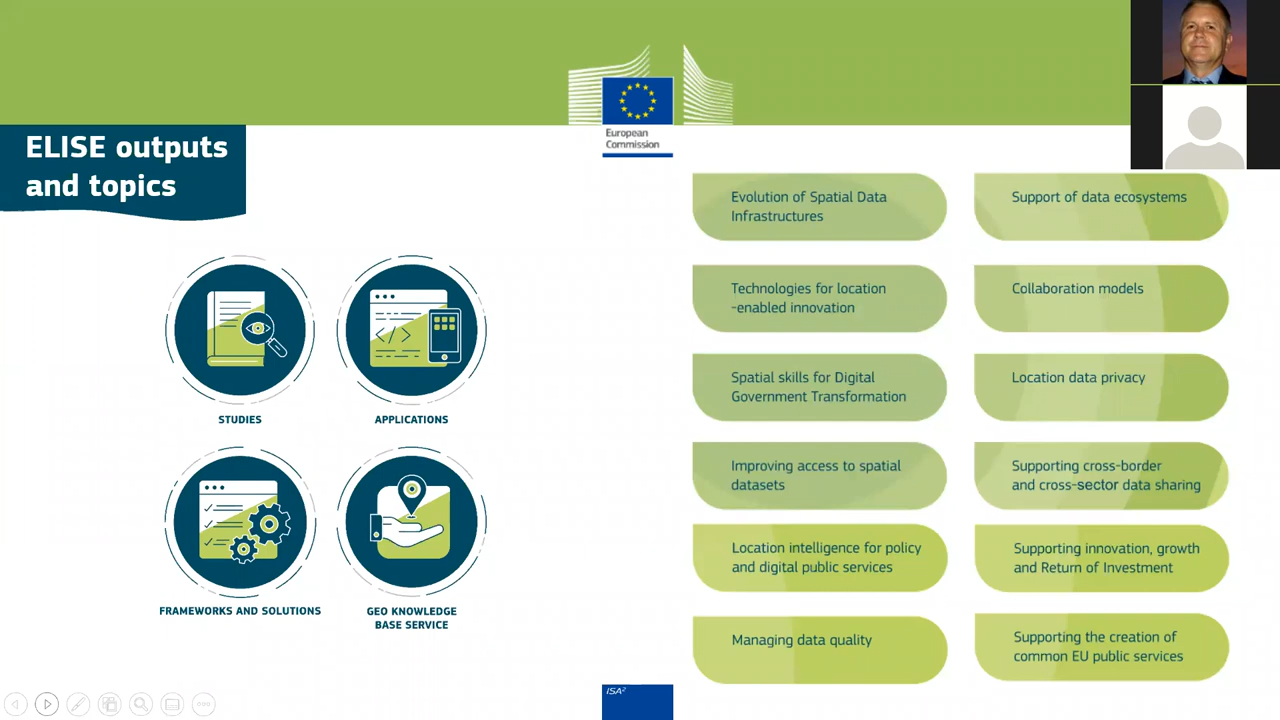 ELISE outputs
and topics
European
Commission
STUDIES
APPLICATIONS
FRAMEWORKS AND SOLUTIONS
GEO KNOWLEDGE
BASE SERVICE
Evolution of Spatial Data
Infrastructures
Technologies for location
-enabled innovation
Spatial skills for Digital
Government Transformation
Improving access to spatial
datasets
Location intelligence for policy
and digital public services
Managing data quality
Support of data ecosystems
Collaboration models
Location data privacy
Supporting cross-border
and cross-sector data sharing
Supporting innovation, growth
and Return of Investment
Supporting the creation of
common EU public services
ISA²